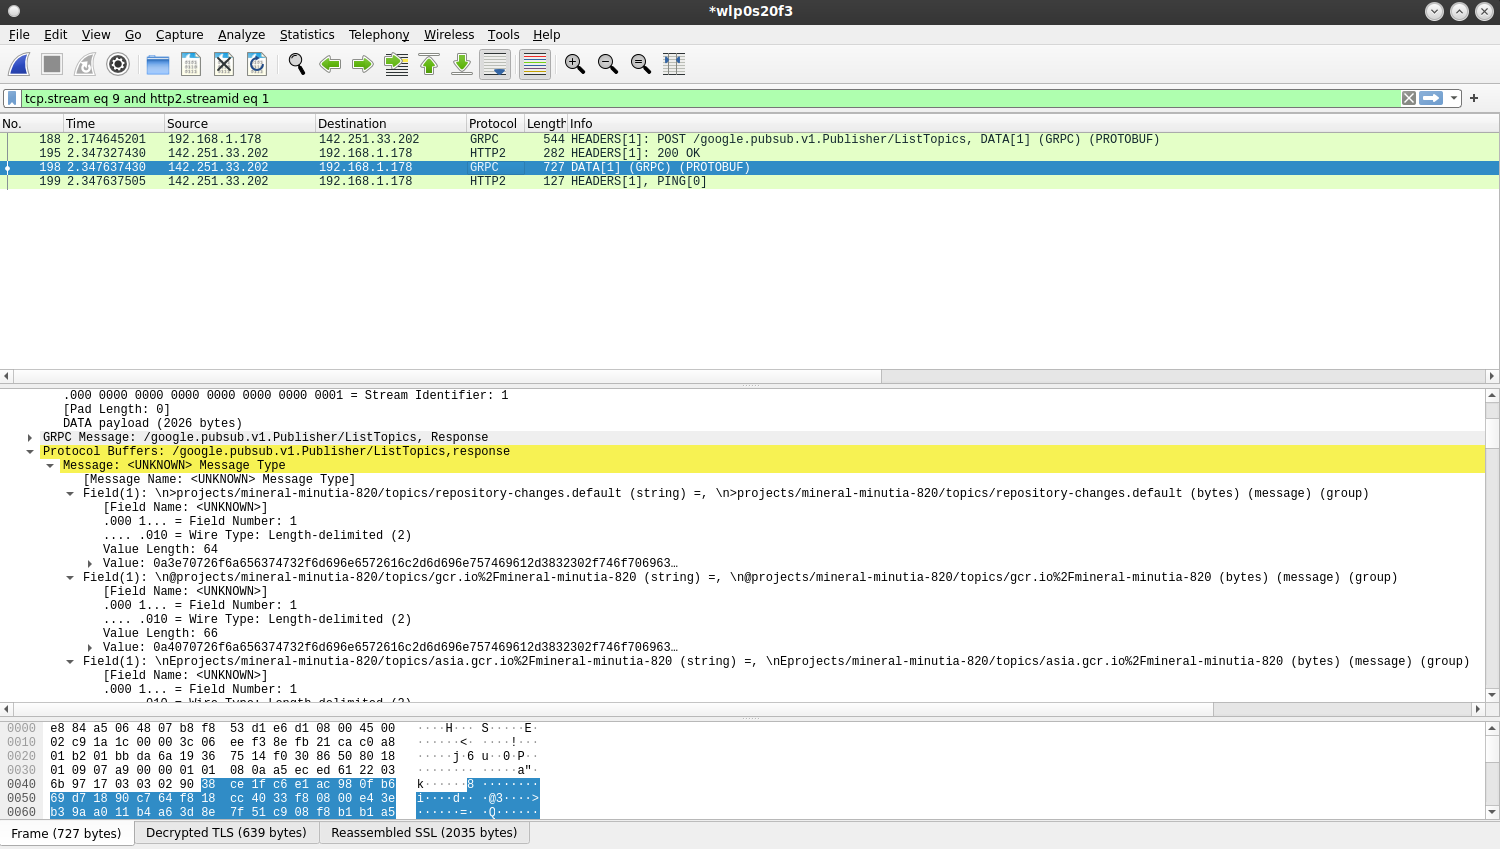 *wlp0s20f3
File Edit View Go Capture Analyze Statistics Telephony Wireless Tools Help
tcp.stream eq 9 and http2.streamid eq 1
No. Time Source Destination Protocol Length Info
188 2.174645201 192.168.1.178 142.251.33.202 GRPC 544 HEADERS[1]: POST /google.pubsub.v1.Publisher/ListTopics, DATA[1] (GRPC) (PROTOBUF)
195 2.347327430 142.251.33.202 192.168.1.178 HTTP2 282 HEADERS[1]: 200 OK
198 2.347637430 142.251.33.202 192.168.1.178 GRPC 727 DATA[1] (GRPC) (PROTOBUF)
199 2.347637505 142.251.33.202 192.168.1.178 HTTP2 127 HEADERS[1], PING[0]
.000 0000 0000 0000 0000 0000 0000 0001 = Stream Identifier: 1
[Pad Length: 0]
DATA payload (2026 bytes)
GRPC Message: /google.pubsub.v1.Publisher/ListTopics, Response
Protocol Buffers: /google.pubsub.v1.Publisher/ListTopics,response
Message: <UNKNOWN> Message Type
[Message Name: <UNKNOWN> Message Type]
Field(1): \n>projects/mineral-minutia-820/topics/repository-changes.default (string) =, \n>projects/mineral-minutia-820/topics/repository-changes.default (bytes) (message) (group)
[Field Name: <UNKNOWN>]
.000 1... = Field Number: 1
.... .010 = Wire Type: Length-delimited (2)
Value Length: 64
Value: 0a3e70726f6a656374732f6d696e6572616c2d6d696e757469612d3832302f746f706963…
Field(1): \n@projects/mineral-minutia-820/topics/gcr.io%2Fmineral-minutia-820 (string) =, \n@projects/mineral-minutia-820/topics/gcr.io%2Fmineral-minutia-820 (bytes) (message) (group)
[Field Name: <UNKNOWN>]
.000 1... = Field Number: 1
.... .010 = Wire Type: Length-delimited (2)
Value Length: 66
Value: 0a4070726f6a656374732f6d696e6572616c2d6d696e757469612d3832302f746f706963…
Field(1): \nEprojects/mineral-minutia-820/topics/asia.gcr.io%2Fmineral-minutia-820 (string) =, \nEprojects/mineral-minutia-820/topics/asia.gcr.io%2Fmineral-minutia-820 (bytes) (message) (group)
[Field Name: <UNKNOWN>]
.000 1... = Field Number: 1
.... .010 = Wire Type: Length-delimited (2)
0000 e8 84 a5 06 48 07 b8 f8 53 d1 e6 d1 08 00 45 00 ····H··· S·····E·
0010 02 c9 1a 1c 00 00 3c 06 ee f3 8e fb 21 ca c0 a8 ······<· ····!···
0020 01 b2 01 bb da 6a 19 36 75 14 f0 30 86 50 80 18 ·····j·6 u··0·P··
0030 01 09 07 a9 00 00 01 01 08 0a a5 ec ed 61 22 03 ········ ·····a"·
0040 6b 97 17 03 03 02 90 38 ce 1f c6 e1 ac 98 0f b6 k······8 ········
0050 69 d7 18 90 c7 64 f8 18 cc 40 33 f8 08 00 e4 3e i····d·· ·@3····>
0060 b3 9a a0 11 b4 a6 3d 8e 7f 51 c9 08 f8 b1 b1 a5 ······=· ·Q······
Frame (727 bytes) Decrypted TLS (639 bytes) Reassembled SSL (2035 bytes)